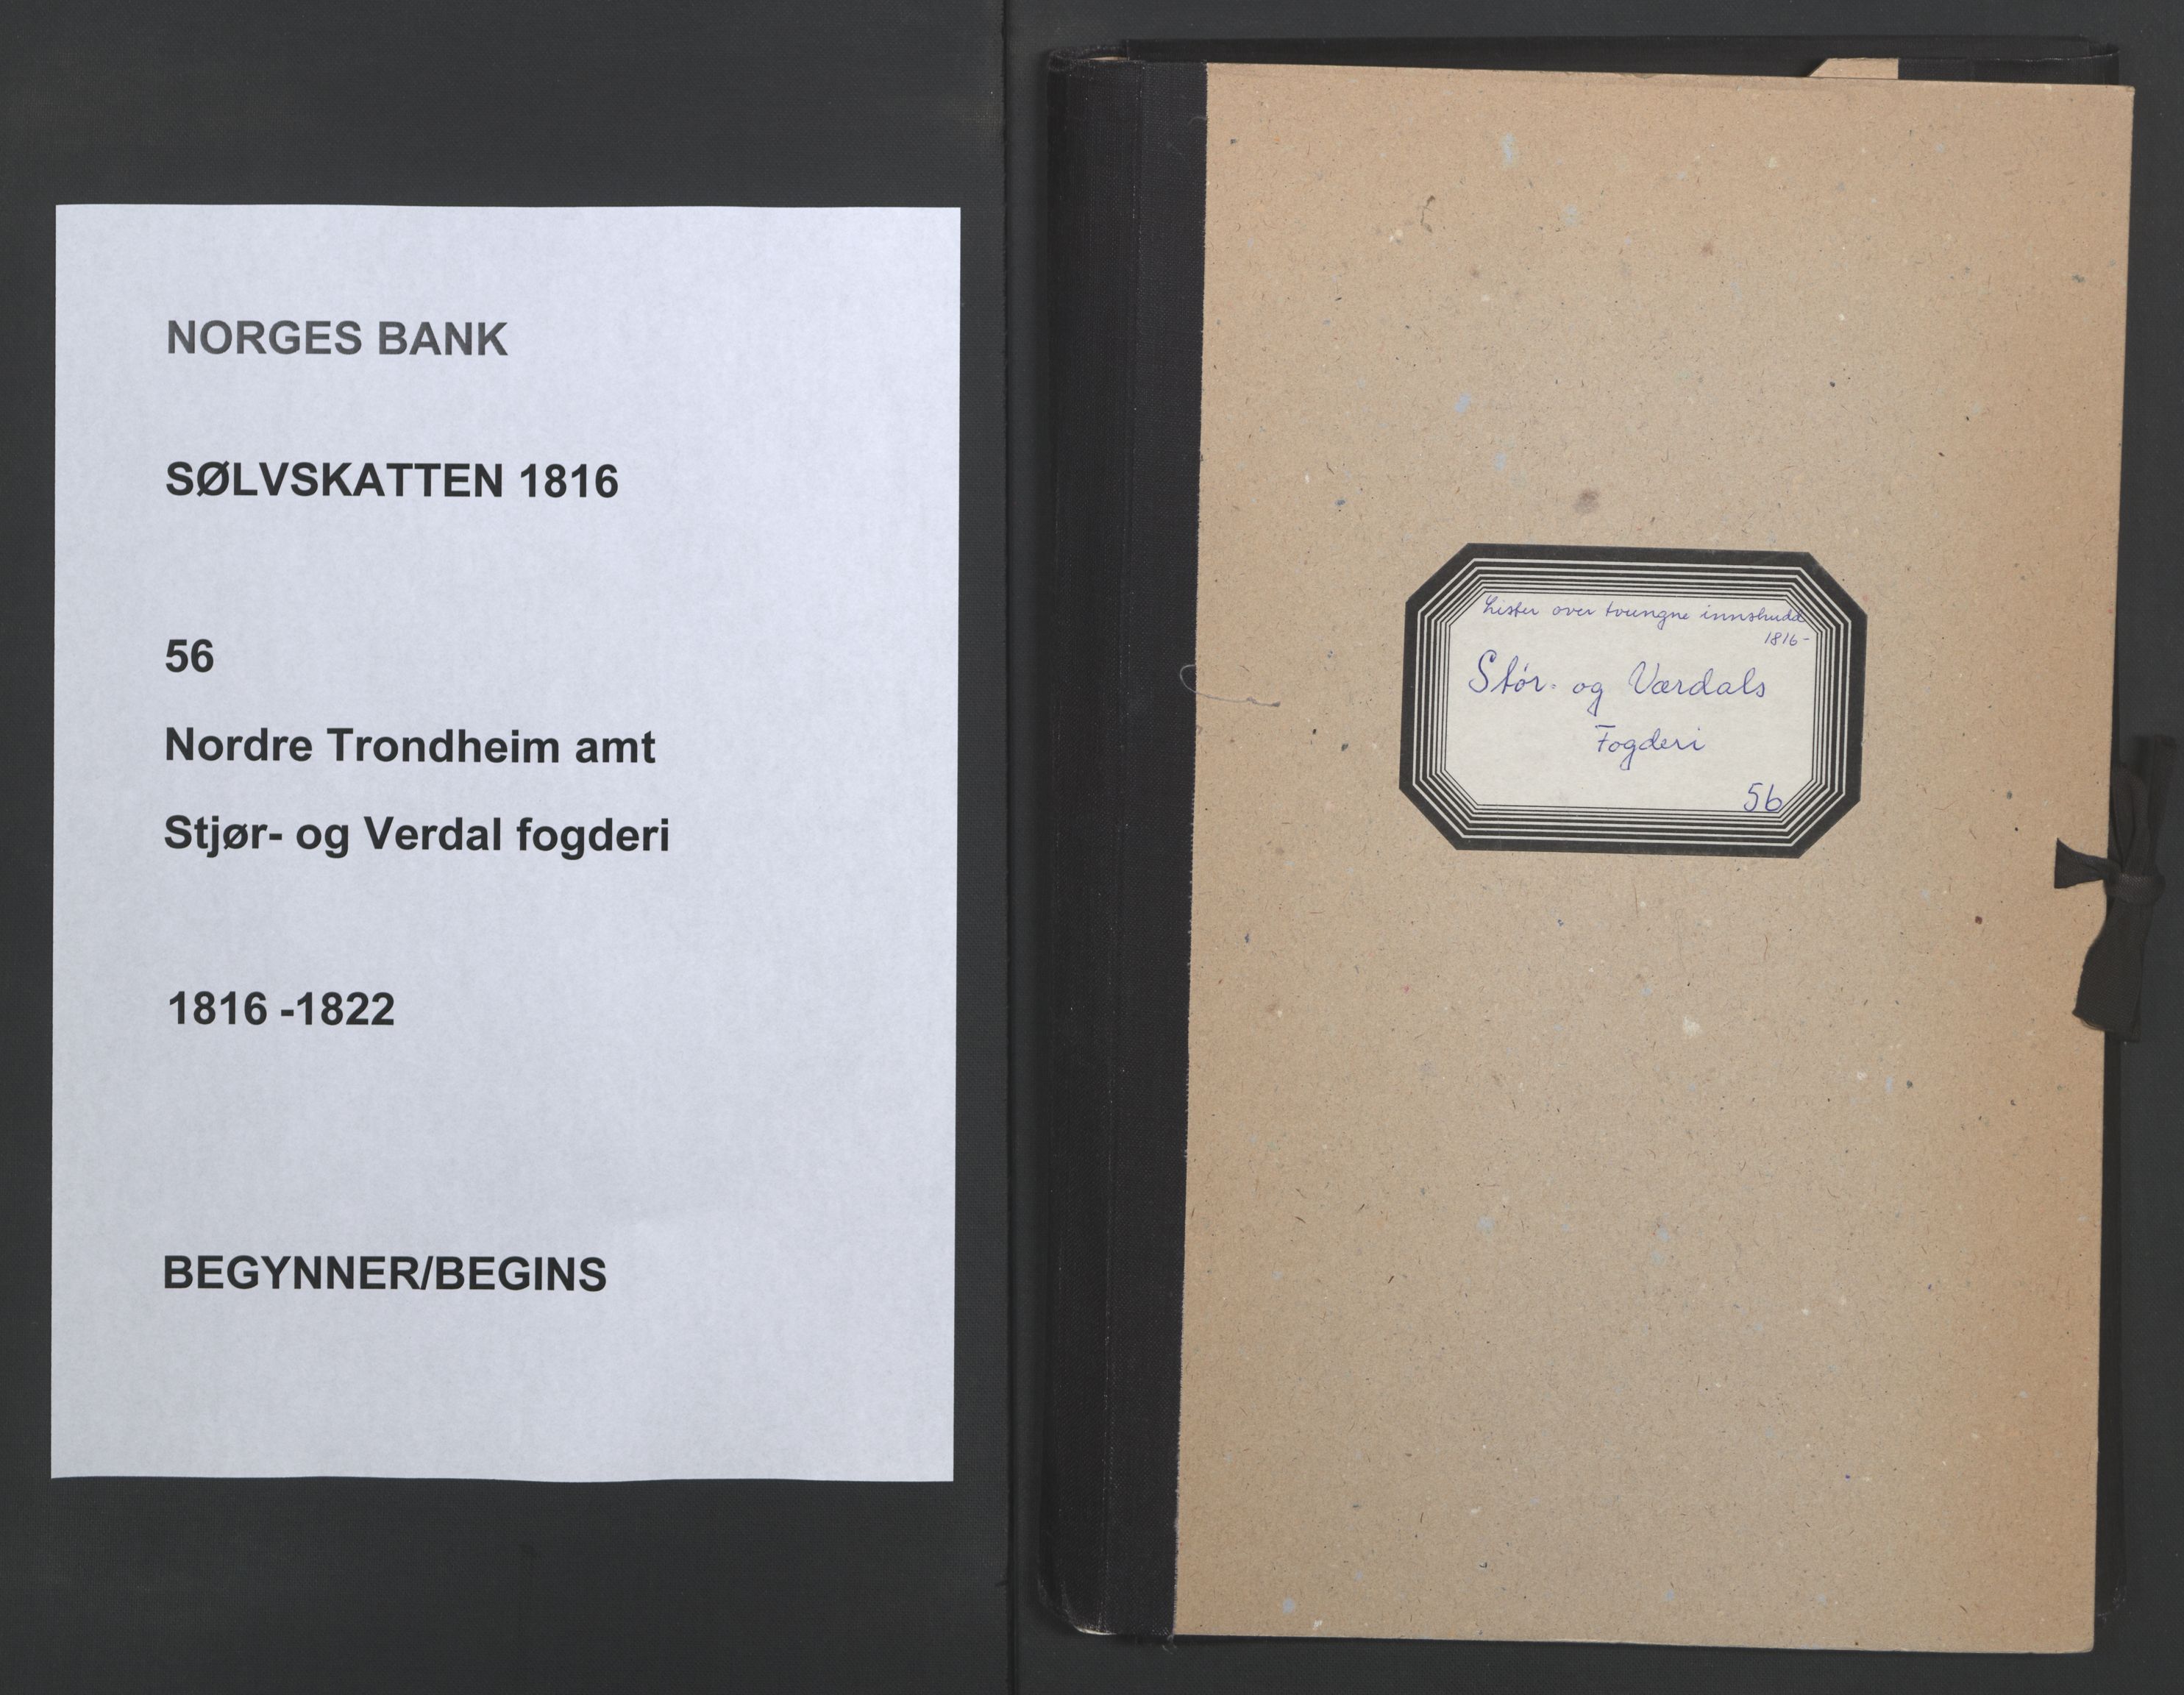 NORGES BANK
SØLVSKATTEN 1816
56
Nordre Trondheim amt
Stjør- og Verdal fogderi
1816 -1822
BEGYNNER/BEGINS
Lister over tvungne innskudd
1816-
Stør- og Værdals
Fogderi
56